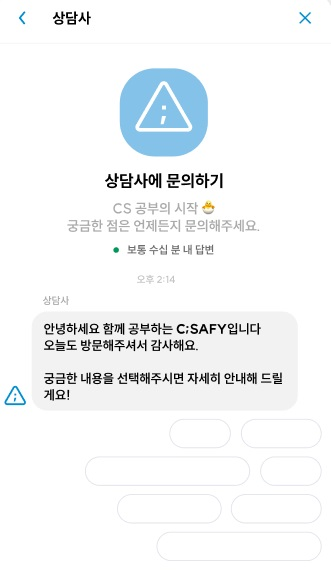 상담사
;
상담사에 문의하기
CS 공부의 시작 🐣
궁금한 점은 언제든지 문의해주세요.
보통 수십 분 내 답변
오후 2:14
상담사
안녕하세요 함께 공부하는 C;SAFY입니다
오늘도 방문해주셔서 감사해요.
궁금한 내용을 선택해주시면 자세히 안내해 드릴
게요!